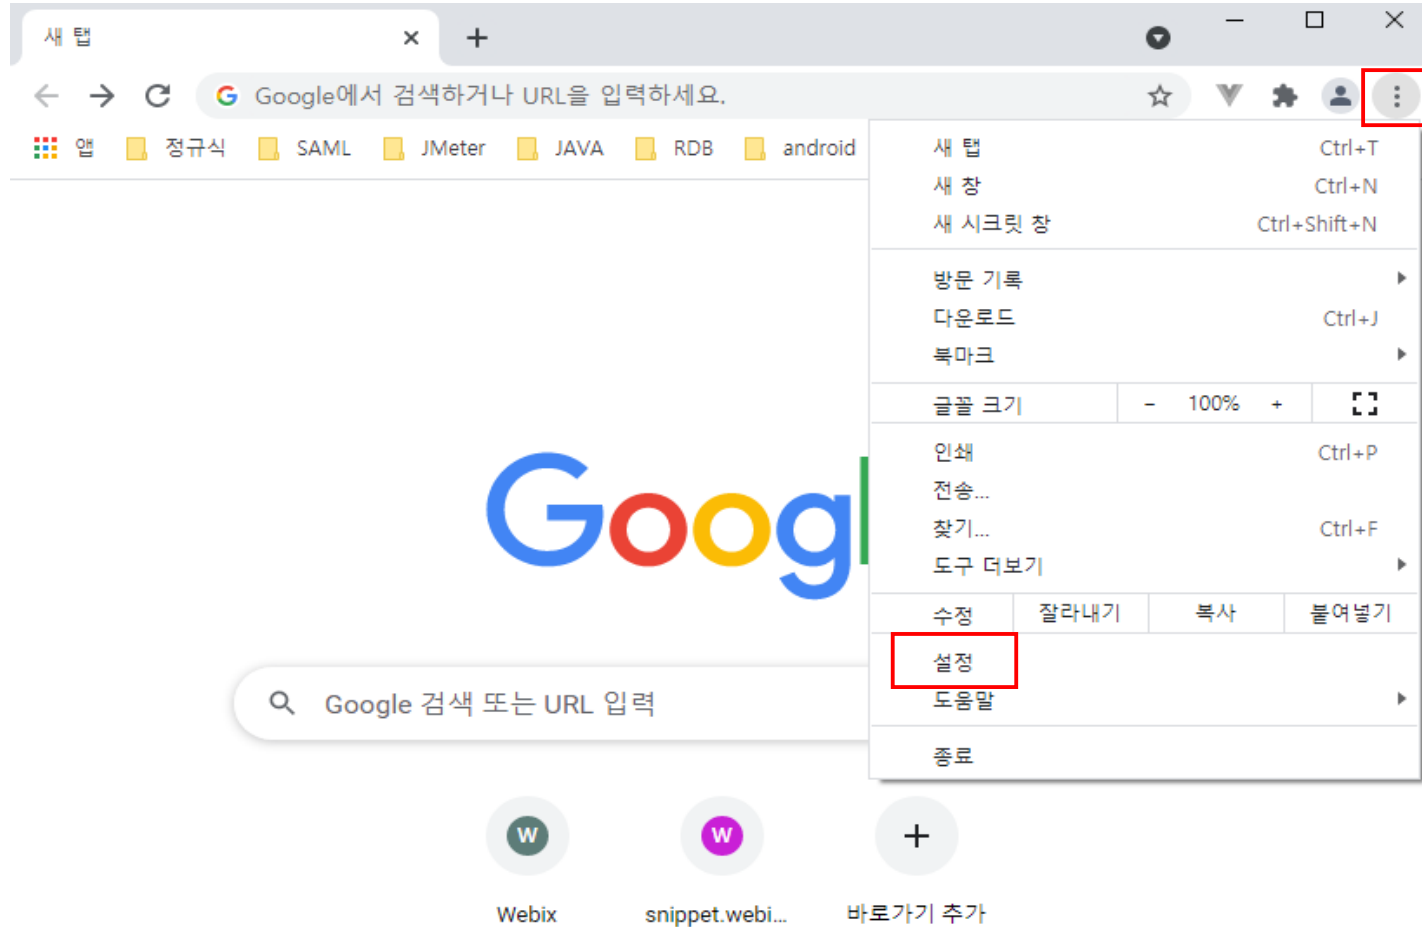 새 탭
Google에서 검색하거나 URL을 입력하세요.
앱 정규식 SAML JMeter JAVA RDB android
새 탭 Ctrl+T
새 창 Ctrl+N
새 시크릿 창 Ctrl+Shift+N
방문 기록
다운로드 Ctrl+J
북마크
글꼴 크기 - 100% +
인쇄 Ctrl+P
전송...
찾기... Ctrl+F
도구 더보기
수정 잘라내기 복사 붙여넣기
설정
도움말
종료
Googl
Google 검색 또는 URL 입력
W W
Webix snippet.webi... 바로가기 추가